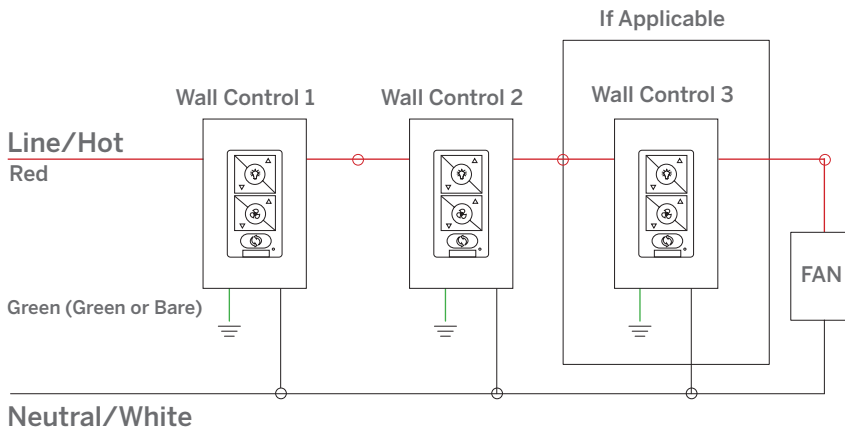 If Applicable
Wall Control 1
Wall Control 2
Wall Control 3
Line/Hot
Red
FAN
Green (Green or Bare)
Neutral/White